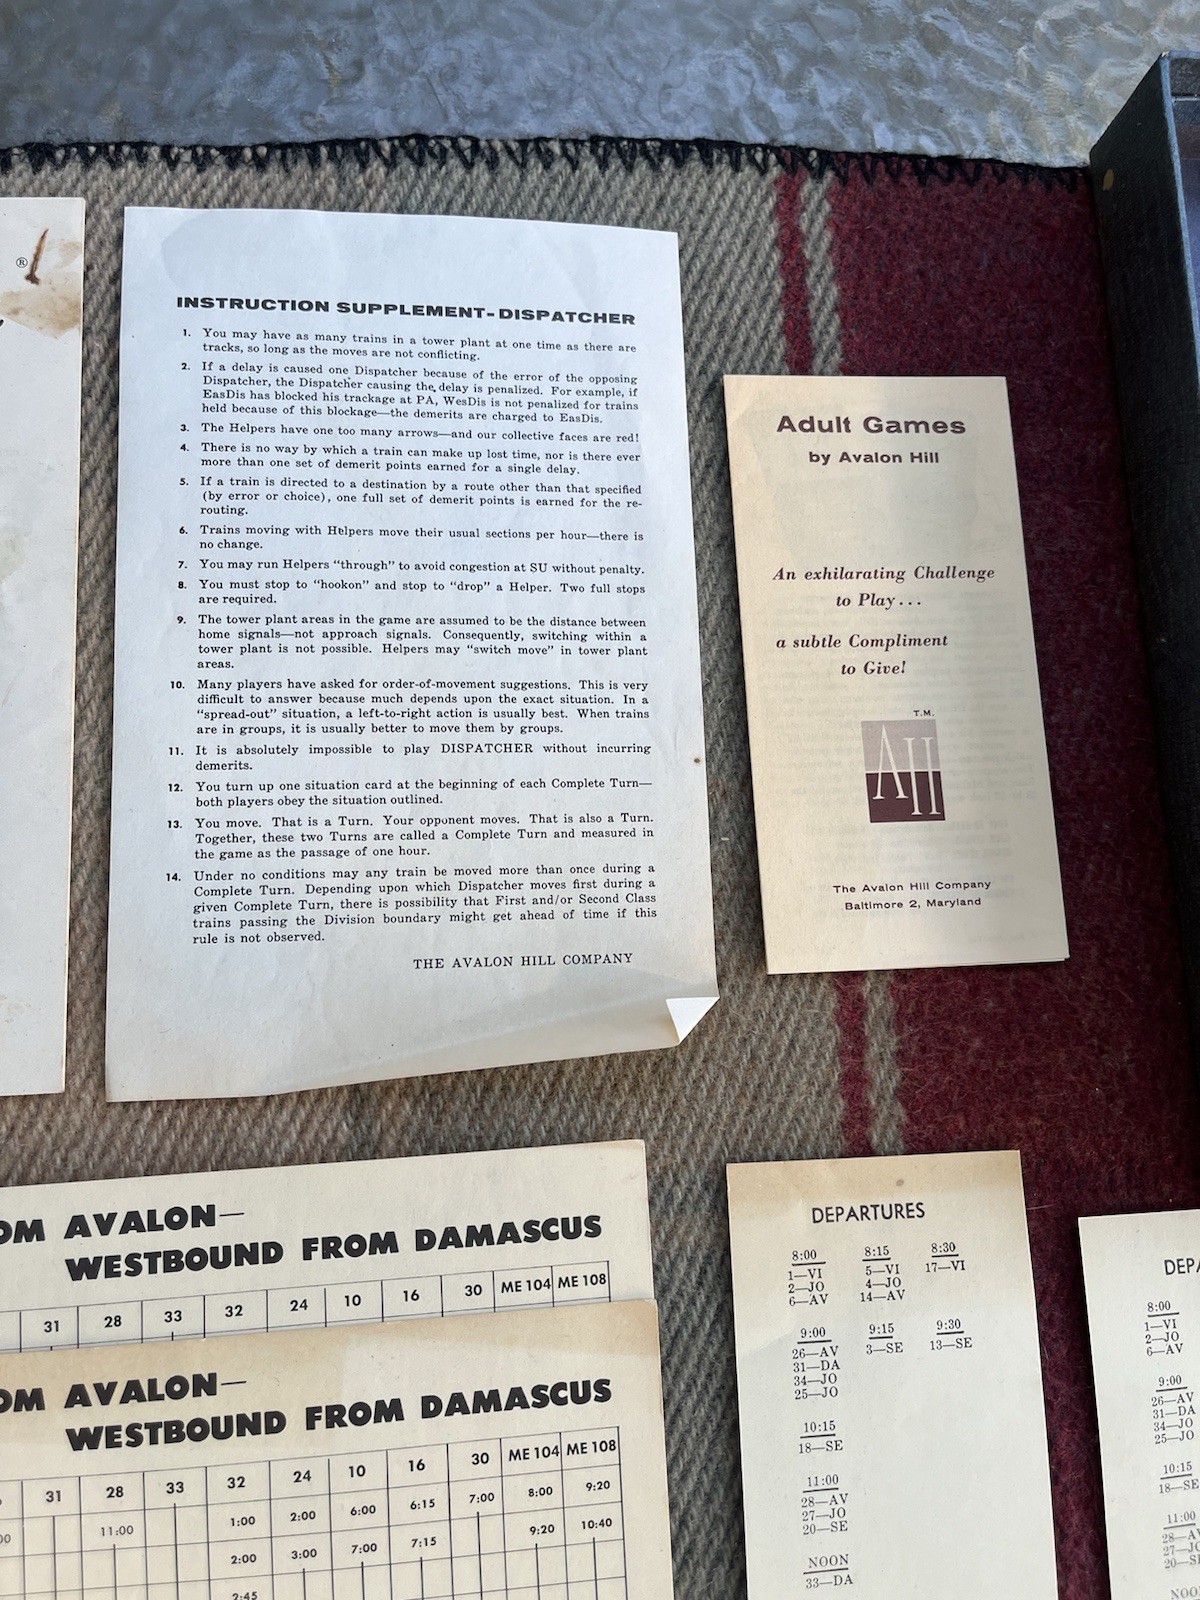 ®
INSTRUCTION SUPPLEMENT-DISPATCHER
1. You may have as many trains in a tower plant at one time as there are
tracks, so long as the moves are not conflicting.
2. If a delay is caused one Dispatcher because of the error of the opposing
Dispatcher, the Dispatcher causing the delay is penalized. For example, if
EasDis has blocked his trackage at PA, WesDis is not penalized for trains
held because of this blockage—the demerits are charged to EasDis.
3. The Helpers have one too many arrows—and our collective faces are red!
4. There is no way by which a train can make up lost time, nor is there ever
more than one set of demerit points earned for a single delay.
5. If a train is directed to a destination by a route other than that specified
(by error or choice), one full set of demerit points is earned for the re-
routing.
6. Trains moving with Helpers move their usual sections per hour—there is
no change.
7. You may run Helpers "through" to avoid congestion at SU without penalty.
8. You must stop to "hookon" and stop to "drop" a Helper. Two full stops
are required.
9. The tower plant areas in the game are assumed to be the distance between
home signals—not approach signals. Consequently, switching within a
tower plant is not possible. Helpers may "switch move" in tower plant
areas.
10. Many players have asked for order-of-movement suggestions. This is very
difficult to answer because much depends upon the exact situation. In a
"spread-out" situation, a left-to-right action is usually best. When trains
are in groups, it is usually better to move them by groups.
11. It is absolutely impossible to play DISPATCHER without incurring
demerits.
12. You turn up one situation card at the beginning of each Complete Turn—
both players obey the situation outlined.
13. You move. That is a Turn. Your opponent moves. That is also a Turn.
Together, these two Turns are called a Complete Turn and measured in
the game as the passage of one hour.
14. Under no conditions may any train be moved more than once during a
Complete Turn. Depending upon which Dispatcher moves first during a
given Complete Turn, there is possibility that First and/or Second Class
trains passing the Division boundary might get ahead of time if this
rule is not observed.
THE AVALON HILL COMPANY
Adult Games
by Avalon Hill
An exhilarating Challenge
to Play...
a subtle Compliment
to Give!
T.M.
AH
The Avalon Hill Company
Baltimore 2, Maryland
OM AVALON—
WESTBOUND FROM DAMASCUS
31 28 33 32 24 10 16 30 ME 104 ME 108
OM AVALON—
WESTBOUND FROM DAMASCUS
31 28 33 32 24 10 16 30 ME 104 ME 108
00 11:00 1:00 2:00 6:00 6:15 7:00 8:00 9:20
2:00 3:00 7:00 7:15 9:20 10:40
2:45
DEPARTURES
8:00 8:15 8:30
1—VI 5—VI 17—VI
2—JO 4—JO
6—AV 14—AV
9:00 9:15 9:30
26—AV 3—SE 13—SE
31—DA
34—JO
25—JO
10:15
18—SE
11:00
28—AV
27—JO
20—SE
NOON
33—DA
DEPA
8:00
1—VI
2—JO
6—AV
9:00
26—AV
31—DA
34—JO
25—JO
10:15
18—SE
11:00
28—AV
27—JO
20—SE
NOON